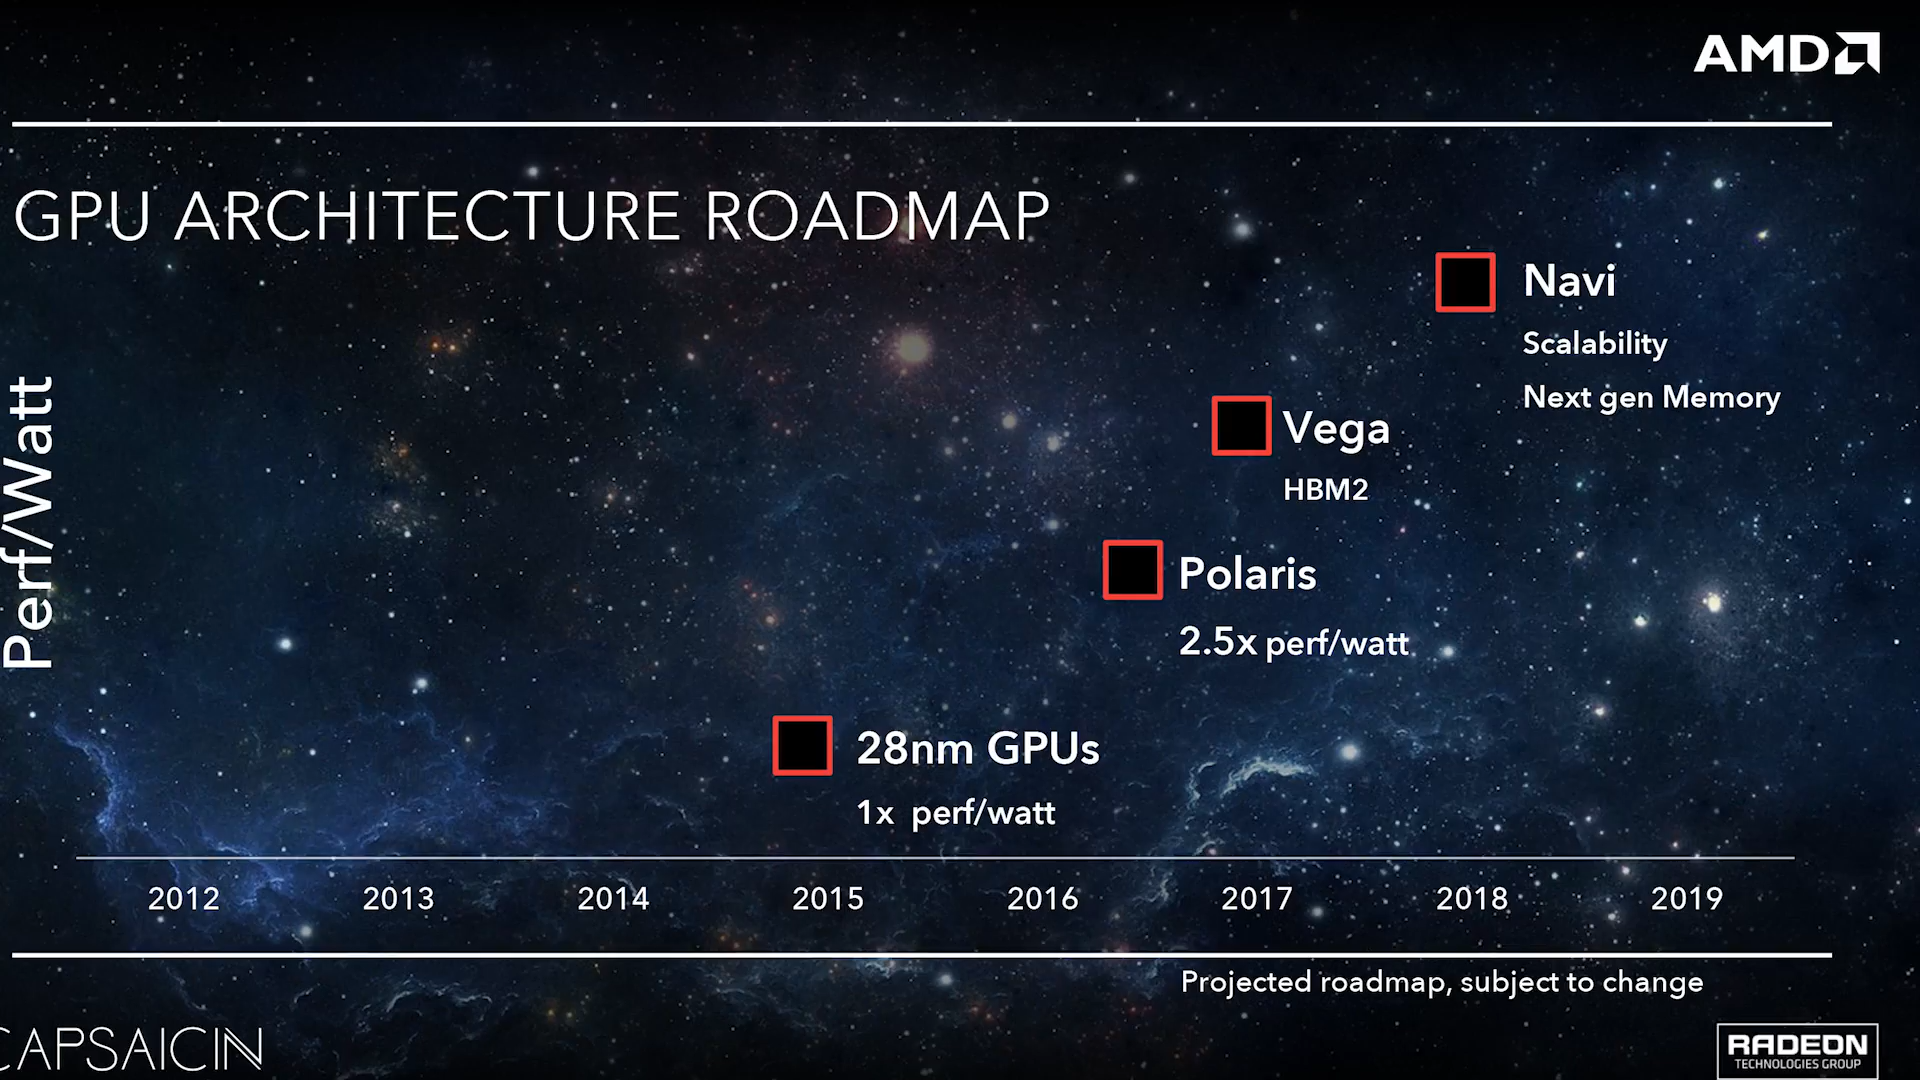 AMD
GPU ARCHITECTURE ROADMAP
Navi
Scalability
Next gen Memory
Perf/Watt
Vega
HBM2
Polaris
2.5x perf/watt
28nm GPUs
1x perf/watt
2012 2013 2014 2015 2016 2017 2018 2019
Projected roadmap, subject to change
CAPSAICIN
RADEON
TECHNOLOGIES GROUP